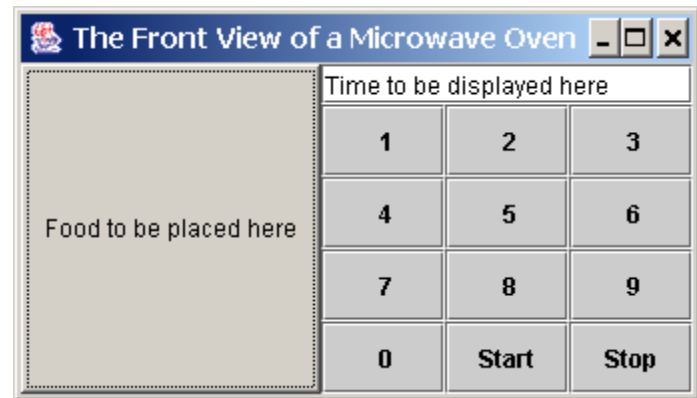 The Front View of a Microwave Oven
Food to be placed here
Time to be displayed here
1 2 3
4 5 6
7 8 9
0 Start Stop